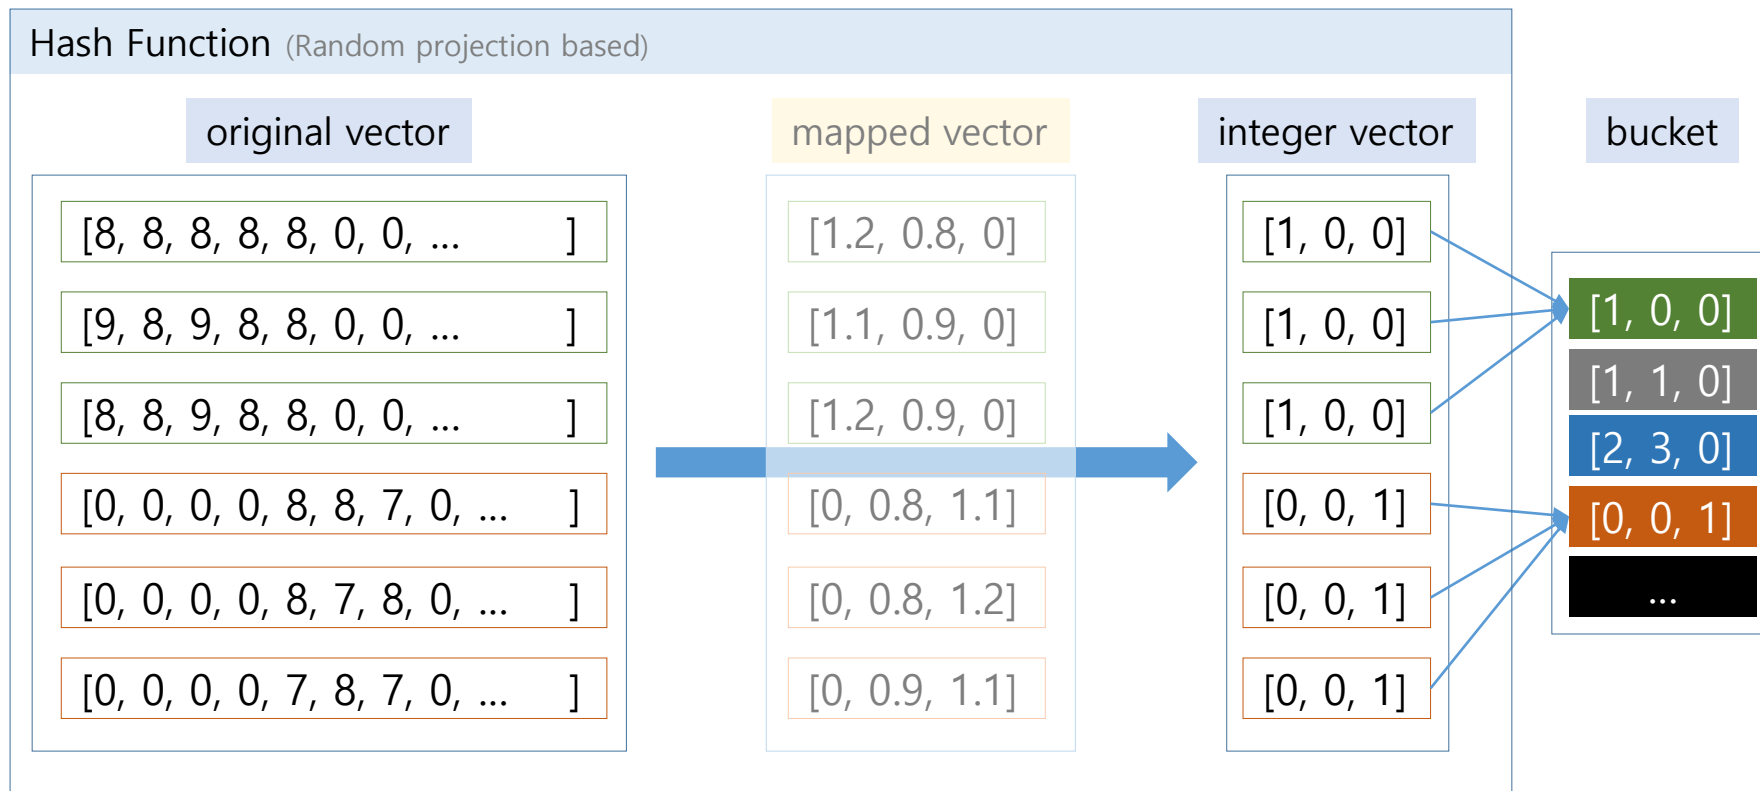 Hash Function (Random projection based)
original vector
[8, 8, 8, 8, 8, 0, 0, ... ]
[9, 8, 9, 8, 8, 0, 0, ... ]
[8, 8, 9, 8, 8, 0, 0, ... ]
[0, 0, 0, 0, 8, 8, 7, 0, ... ]
[0, 0, 0, 0, 8, 7, 8, 0, ... ]
[0, 0, 0, 0, 7, 8, 7, 0, ... ]
mapped vector
[1.2, 0.8, 0]
[1.1, 0.9, 0]
[1.2, 0.9, 0]
[0, 0.8, 1.1]
[0, 0.8, 1.2]
[0, 0.9, 1.1]
integer vector
[1, 0, 0]
[1, 0, 0]
[1, 0, 0]
[0, 0, 1]
[0, 0, 1]
[0, 0, 1]
bucket
[1, 0, 0]
[1, 1, 0]
[2, 3, 0]
[0, 0, 1]
...